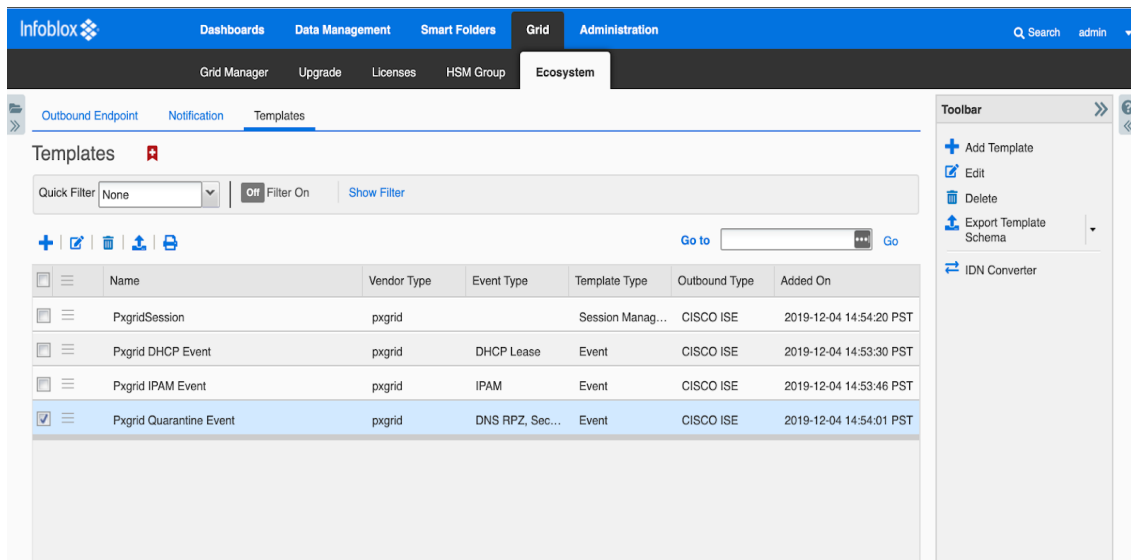 Infoblox Dashboards Data Management Smart Folders Grid Administration Search admin
Grid Manager Upgrade Licenses HSM Group Ecosystem
Outbound Endpoint Notification Templates
Templates
Quick Filter None Off Filter On Show Filter
Go to Go
Name Vendor Type Event Type Template Type Outbound Type Added On
PxgridSession pxgrid Session Manag... CISCO ISE 2019-12-04 14:54:20 PST
Pxgrid DHCP Event pxgrid DHCP Lease Event CISCO ISE 2019-12-04 14:53:30 PST
Pxgrid IPAM Event pxgrid IPAM Event CISCO ISE 2019-12-04 14:53:46 PST
Pxgrid Quarantine Event pxgrid DNS RPZ, Sec... Event CISCO ISE 2019-12-04 14:54:01 PST
Toolbar
Add Template
Edit
Delete
Export Template
Schema
IDN Converter